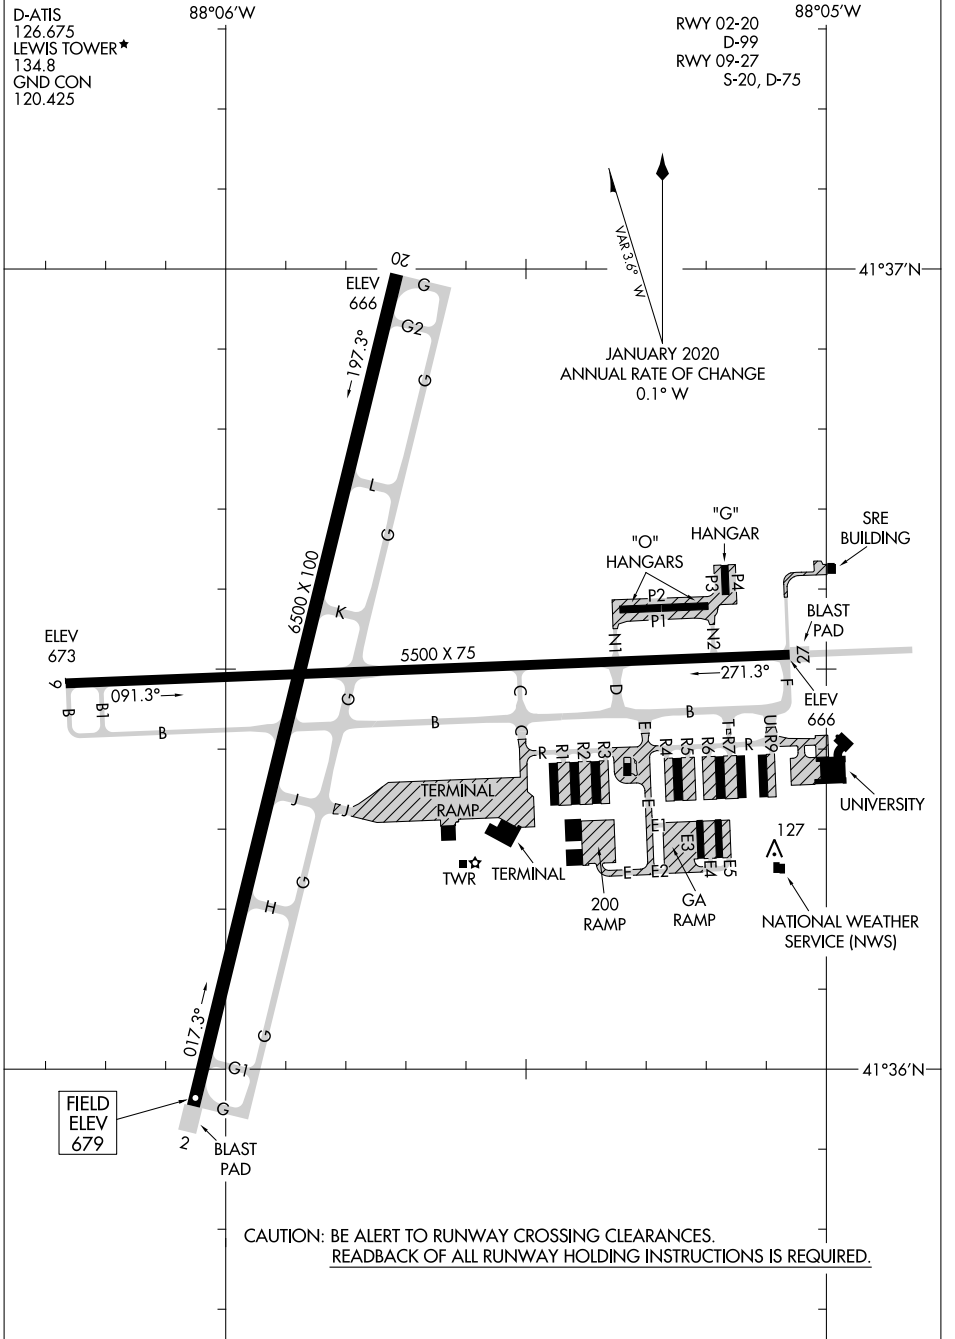 D-ATIS
126.675
LEWIS TOWER★
134.8
GND CON
120.425
88°06'W
88°05'W
RWY 02-20
D-99
RWY 09-27
S-20, D-75
VAR 3.6° W
JANUARY 2020
ANNUAL RATE OF CHANGE
0.1° W
41°37'N
20
ELEV
666
G
G2
197.3°
G
L
G
6500 X 100
K
"G"
HANGAR
"O"
HANGARS
SRE
BUILDING
P3
P4
P2
P1
N1
N2
BLAST
PAD
ELEV
673
9
091.3°
5500 X 75
271.3°
27
ELEV
666
B
B1
B
G
B
C
C
D
E
B
F
R
R1
R2
R3
R4
R5
R6
R7
R
R9
J
J
TERMINAL
RAMP
E
E1
E3
E
E2
E4
E5
UNIVERSITY
127
TWR
TERMINAL
200
RAMP
GA
RAMP
NATIONAL WEATHER
SERVICE (NWS)
G
H
017.3°
G
G1
G
41°36'N
FIELD
ELEV
679
2
BLAST
PAD
CAUTION: BE ALERT TO RUNWAY CROSSING CLEARANCES.
READBACK OF ALL RUNWAY HOLDING INSTRUCTIONS IS REQUIRED.